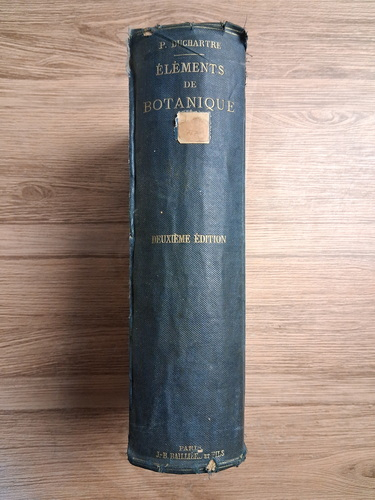 P. DUCHARTRE
ÉLÉMENTS
DE
BOTANIQUE
DEUXIÈME ÉDITION
PARIS
J.-B. BAILLIÈRE ET FILS